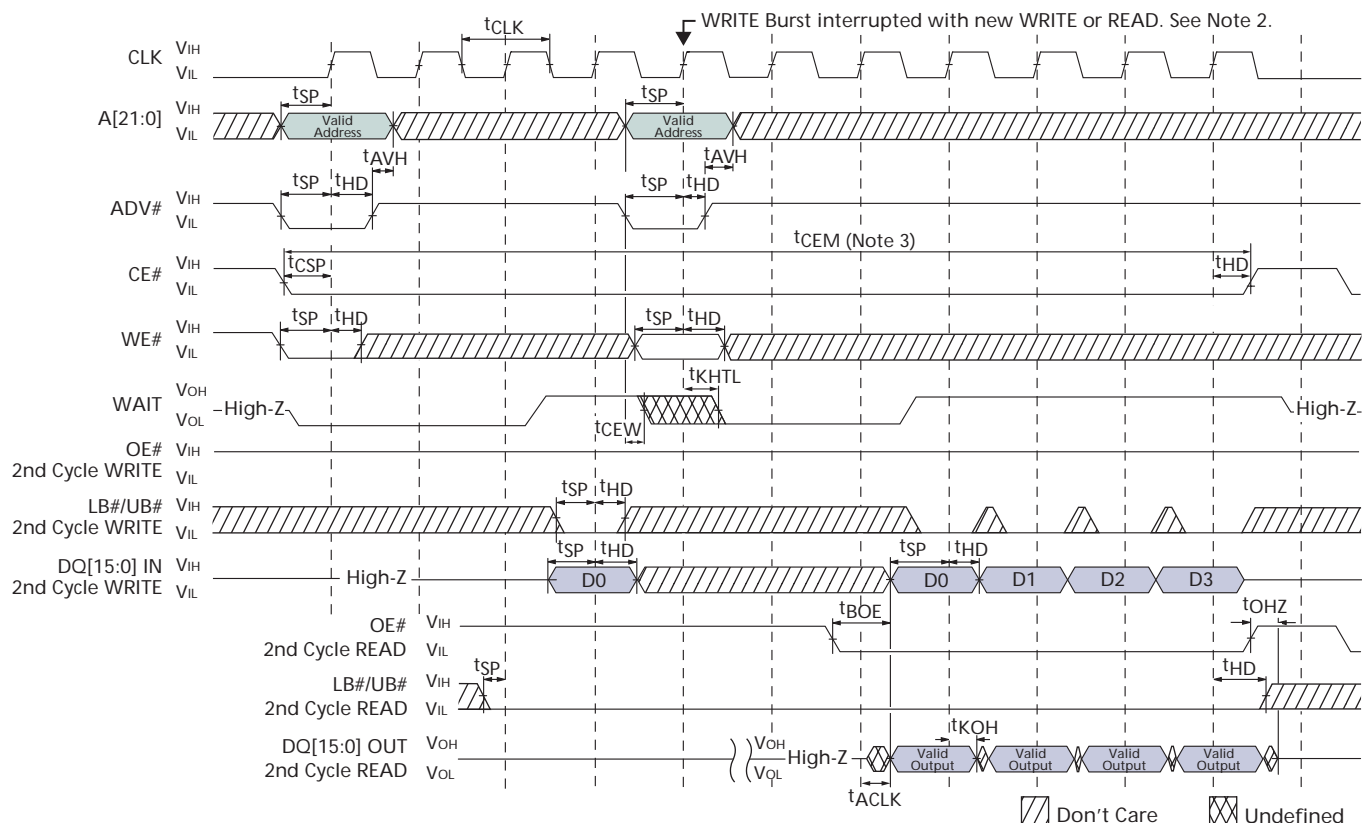 WRITE Burst interrupted with new WRITE or READ. See Note 2.
tCLK
CLK VIH
VIL
tSP tSP
A[21:0] VIH
VIL
Valid Address Valid Address
tAVH tAVH
tSP tHD tSP tHD
ADV# VIH
VIL
tCEM (Note 3)
CE# VIH
VIL
tCSP tHD
WE# VIH
VIL
tSP tHD tSP tHD
tKHTL
WAIT VOH
VOL
High-Z High-Z
tCEW
OE# VIH
2nd Cycle WRITE VIL
tSP tHD
LB#/UB# VIH
2nd Cycle WRITE VIL
tSP tHD tSP tHD
DQ[15:0] IN VIH
2nd Cycle WRITE VIL
High-Z D0 D0 D1 D2 D3
tBOE tOHZ
OE# VIH
2nd Cycle READ VIL
tSP tHD
LB#/UB# VIH
2nd Cycle READ VIL
tKOH
DQ[15:0] OUT VOH
2nd Cycle READ VOL
VOH
VOL
High-Z
Valid Output Valid Output Valid Output Valid Output
tACLK
Don't Care Undefined